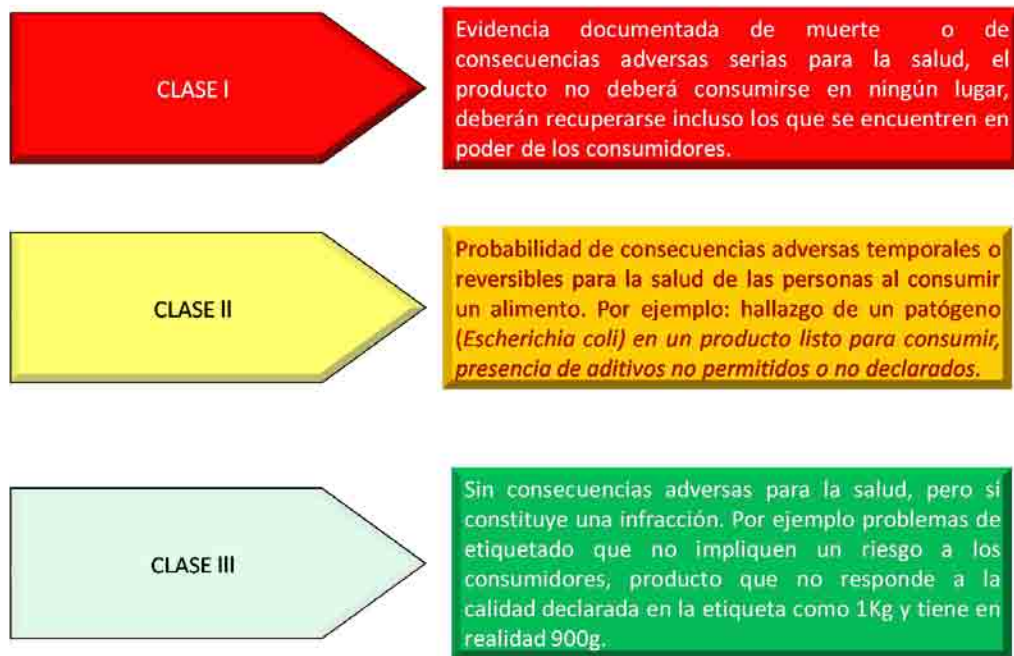 CLASE I
Evidencia documentada de muerte o de
consecuencias adversas serias para la salud, el
producto no deberá consumirse en ningún lugar,
deberán recuperarse incluso los que se encuentren en
poder de los consumidores.
CLASE II
Probabilidad de consecuencias adversas temporales o
reversibles para la salud de las personas al consumir
un alimento. Por ejemplo: hallazgo de un patógeno
(Escherichia coli) en un producto listo para consumir,
presencia de aditivos no permitidos o no declarados.
CLASE III
Sin consecuencias adversas para la salud, pero si
constituye una infracción. Por ejemplo problemas de
etiquetado que no impliquen un riesgo a los
consumidores, producto que no responde a la
calidad declarada en la etiqueta como 1Kg y tiene en
realidad 900g.